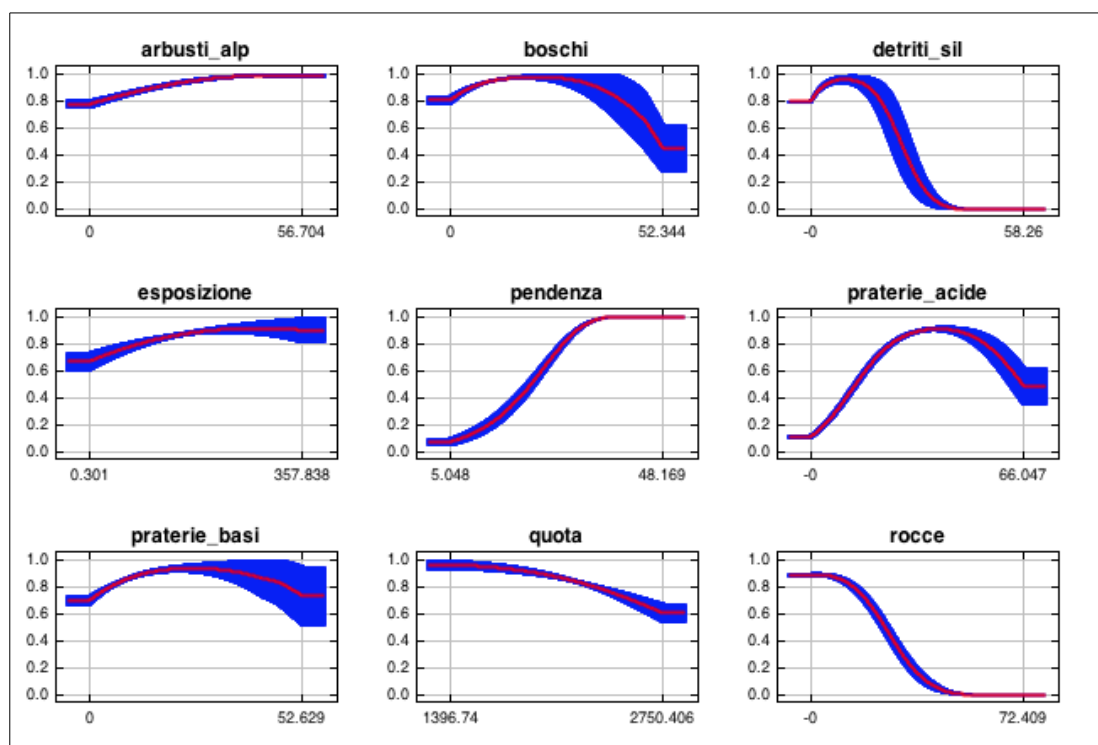 arbusti_alp boschi detriti_sil
1.0 1.0 1.0
0.8 0.8 0.8
0.6 0.6 0.6
0.4 0.4 0.4
0.2 0.2 0.2
0.0 0.0 0.0
0 56.704 0 52.344 -0 58.26
esposizione pendenza praterie_acide
1.0 1.0 1.0
0.8 0.8 0.8
0.6 0.6 0.6
0.4 0.4 0.4
0.2 0.2 0.2
0.0 0.0 0.0
0.301 357.838 5.048 48.169 -0 66.047
praterie_basi quota rocce
1.0 1.0 1.0
0.8 0.8 0.8
0.6 0.6 0.6
0.4 0.4 0.4
0.2 0.2 0.2
0.0 0.0 0.0
0 52.629 1396.74 2750.406 -0 72.409